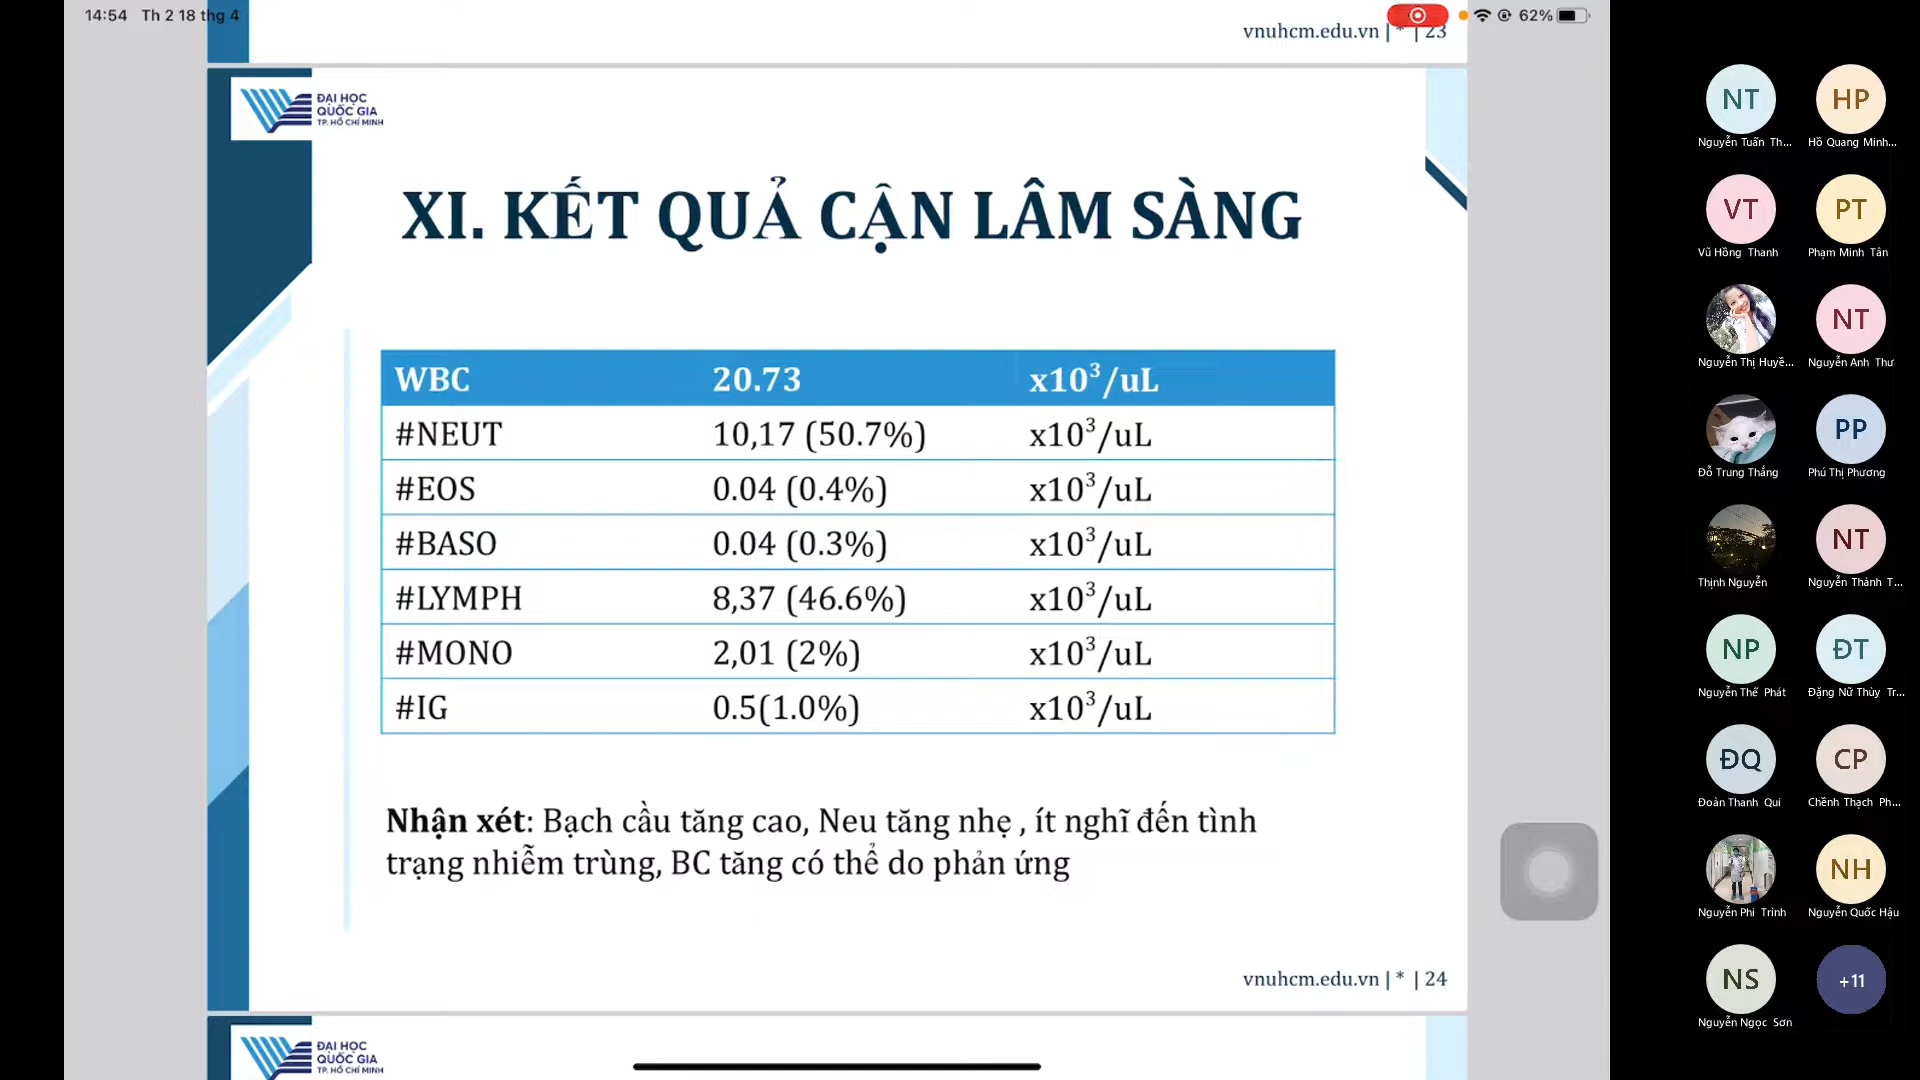 14:54 Th 2 18 thg 4
62%
vnuhcm.edu.vn | * | 23
ĐẠI HỌC
QUỐC GIA
TP. HỒ CHÍ MINH
XI. KẾT QUẢ CẬN LÂM SÀNG
WBC 20.73 x10³/uL
#NEUT 10,17 (50.7%) x10³/uL
#EOS 0.04 (0.4%) x10³/uL
#BASO 0.04 (0.3%) x10³/uL
#LYMPH 8,37 (46.6%) x10³/uL
#MONO 2,01 (2%) x10³/uL
#IG 0.5(1.0%) x10³/uL
Nhận xét: Bạch cầu tăng cao, Neu tăng nhẹ , ít nghĩ đến tình
trạng nhiễm trùng, BC tăng có thể do phản ứng
vnuhcm.edu.vn | * | 24
ĐẠI HỌC
QUỐC GIA
TP. HỒ CHÍ MINH
NT HP
Nguyễn Tuấn Th... Hồ Quang Minh...
VT PT
Vũ Hồng Thanh Phạm Minh Tân
NT
Nguyễn Thị Huyề... Nguyễn Anh Thư
PP
Đỗ Trung Thắng Phú Thị Phương
NT
Thịnh Nguyễn Nguyễn Thành T...
NP ĐT
Nguyễn Thế Phát Đặng Nữ Thùy Tr...
ĐQ CP
Đoàn Thanh Qui Chềnh Thạch Ph...
NH
Nguyễn Phi Trình Nguyễn Quốc Hậu
NS +11
Nguyễn Ngọc Sơn